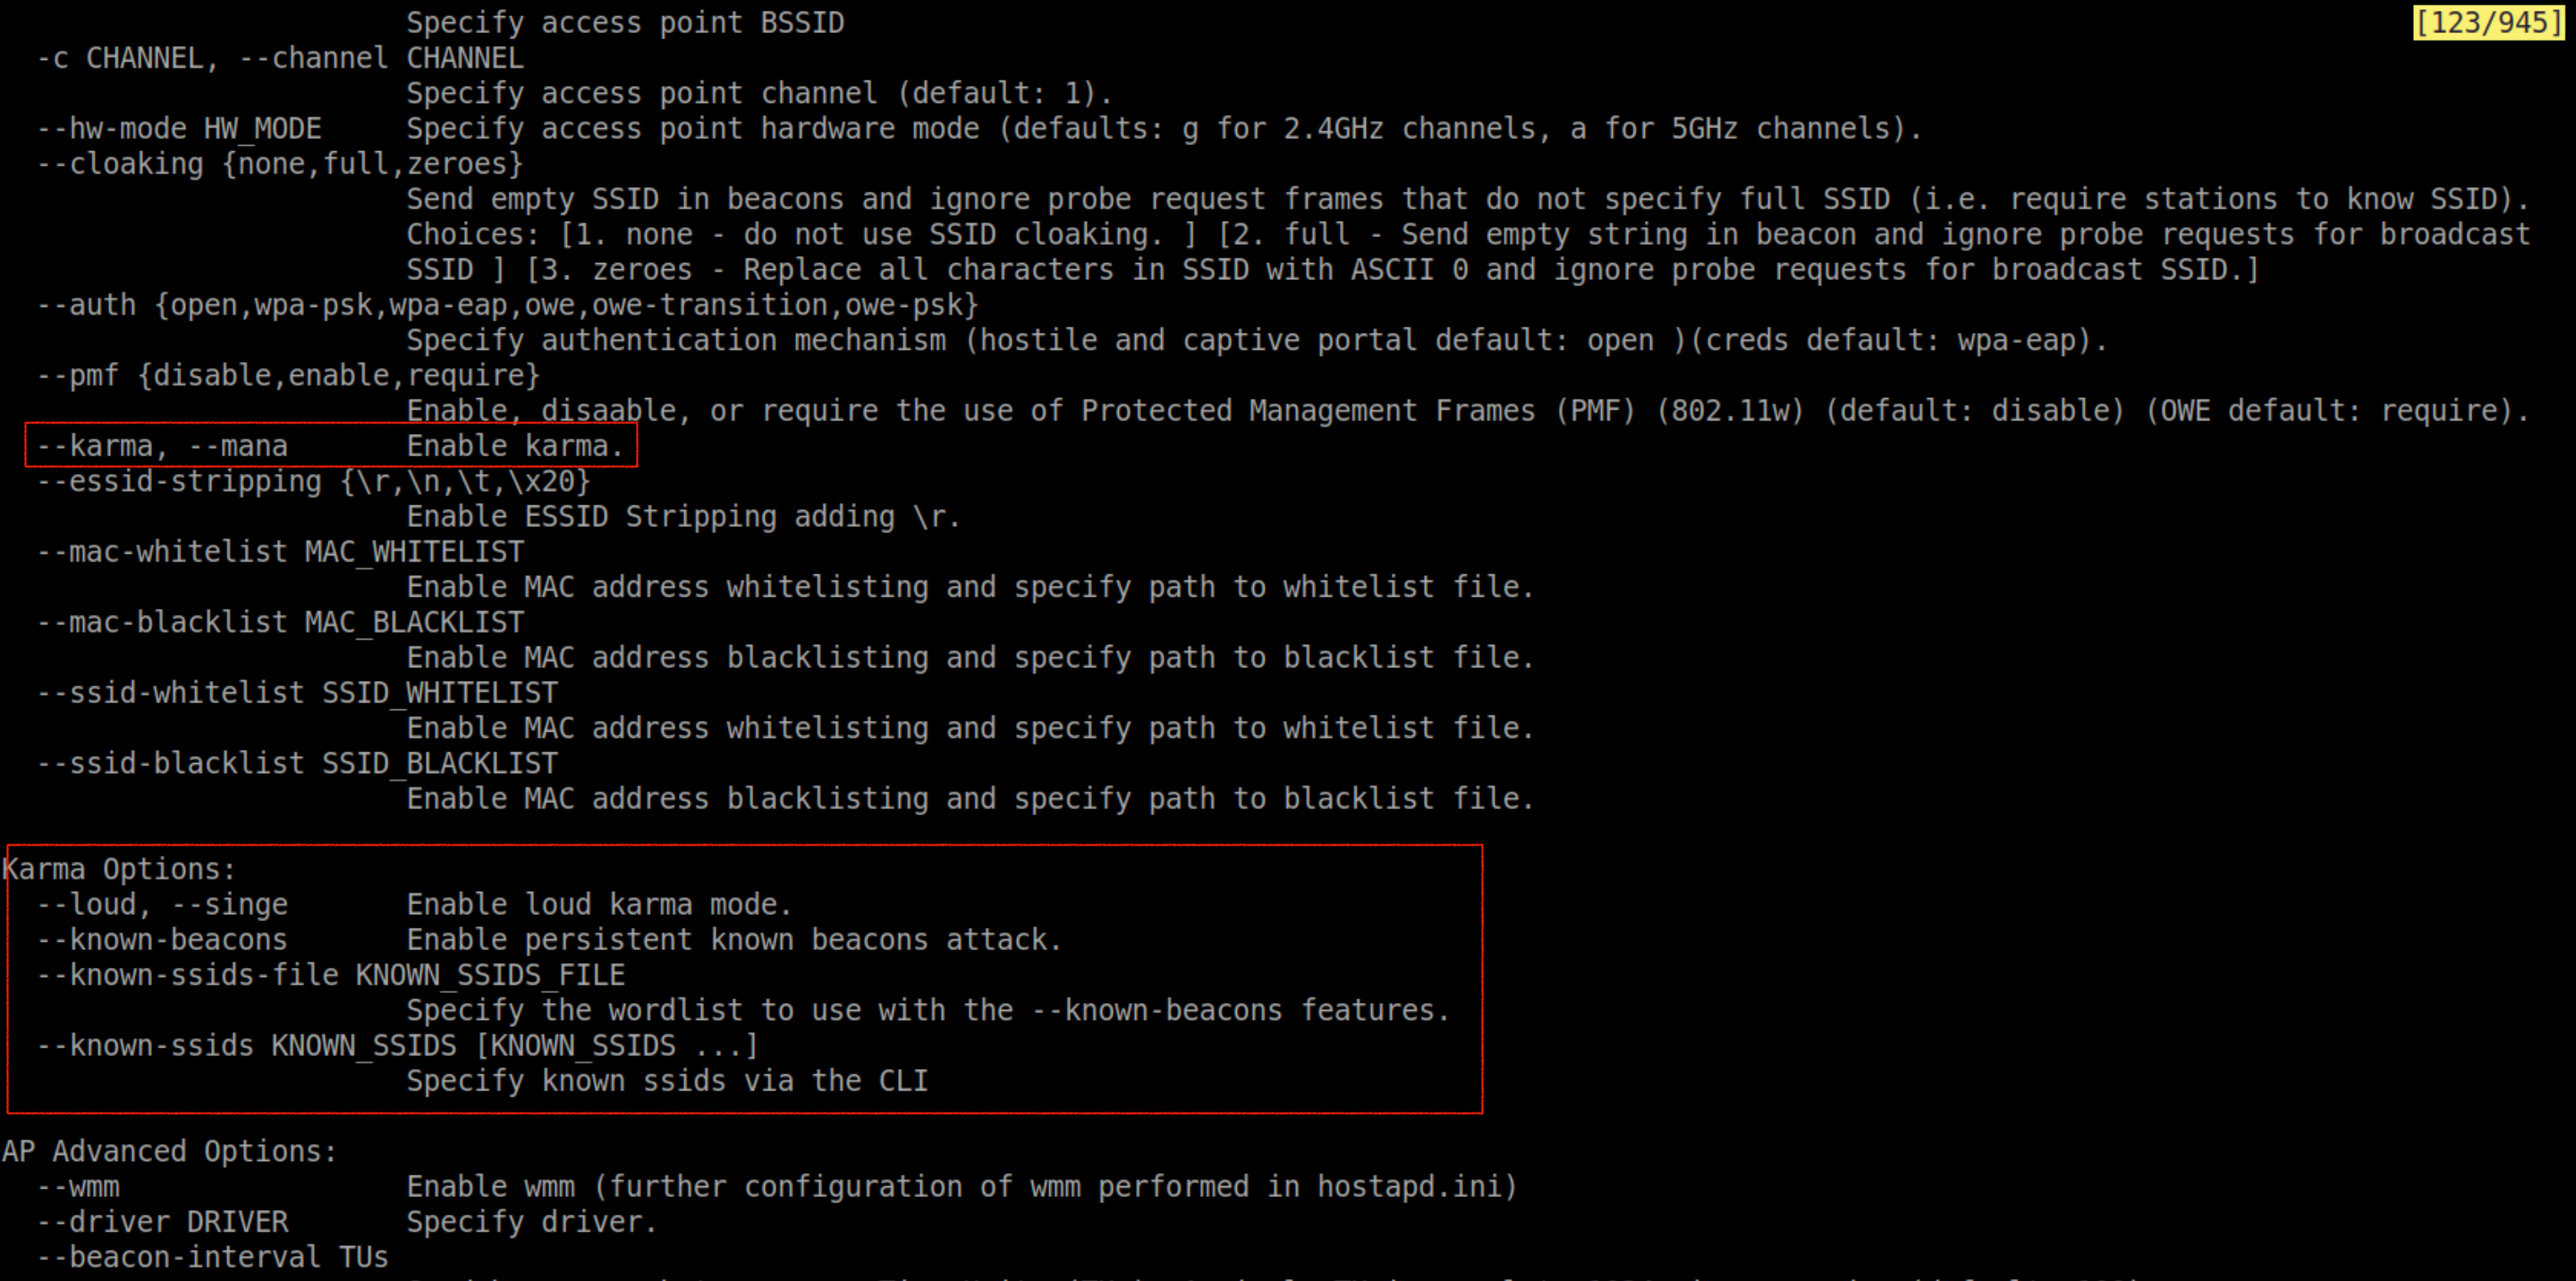 Specify access point BSSID [123/945]
-c CHANNEL, --channel CHANNEL
Specify access point channel (default: 1).
--hw-mode HW_MODE Specify access point hardware mode (defaults: g for 2.4GHz channels, a for 5GHz channels).
--cloaking {none,full,zeroes}
Send empty SSID in beacons and ignore probe request frames that do not specify full SSID (i.e. require stations to know SSID).
Choices: [1. none - do not use SSID cloaking. ] [2. full - Send empty string in beacon and ignore probe requests for broadcast
SSID ] [3. zeroes - Replace all characters in SSID with ASCII 0 and ignore probe requests for broadcast SSID.]
--auth {open,wpa-psk,wpa-eap,owe,owe-transition,owe-psk}
Specify authentication mechanism (hostile and captive portal default: open )(creds default: wpa-eap).
--pmf {disable,enable,require}
Enable, disaable, or require the use of Protected Management Frames (PMF) (802.11w) (default: disable) (OWE default: require).
--karma, --mana Enable karma.
--essid-stripping {\r,\n,\t,\x20}
Enable ESSID Stripping adding \r.
--mac-whitelist MAC_WHITELIST
Enable MAC address whitelisting and specify path to whitelist file.
--mac-blacklist MAC_BLACKLIST
Enable MAC address blacklisting and specify path to blacklist file.
--ssid-whitelist SSID_WHITELIST
Enable MAC address whitelisting and specify path to whitelist file.
--ssid-blacklist SSID_BLACKLIST
Enable MAC address blacklisting and specify path to blacklist file.
Karma Options:
--loud, --singe Enable loud karma mode.
--known-beacons Enable persistent known beacons attack.
--known-ssids-file KNOWN_SSIDS_FILE
Specify the wordlist to use with the --known-beacons features.
--known-ssids KNOWN_SSIDS [KNOWN_SSIDS ...]
Specify known ssids via the CLI
AP Advanced Options:
--wmm Enable wmm (further configuration of wmm performed in hostapd.ini)
--driver DRIVER Specify driver.
--beacon-interval TUs